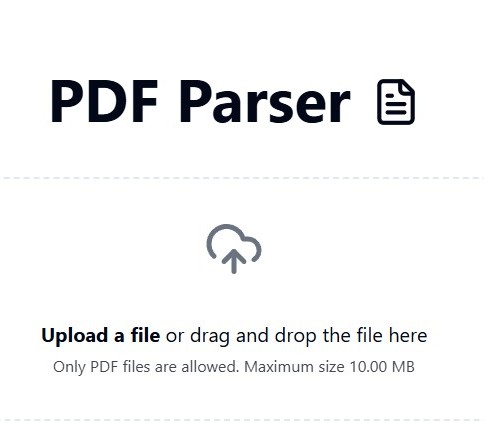 PDF Parser
Upload a file or drag and drop the file here
Only PDF files are allowed. Maximum size 10.00 MB